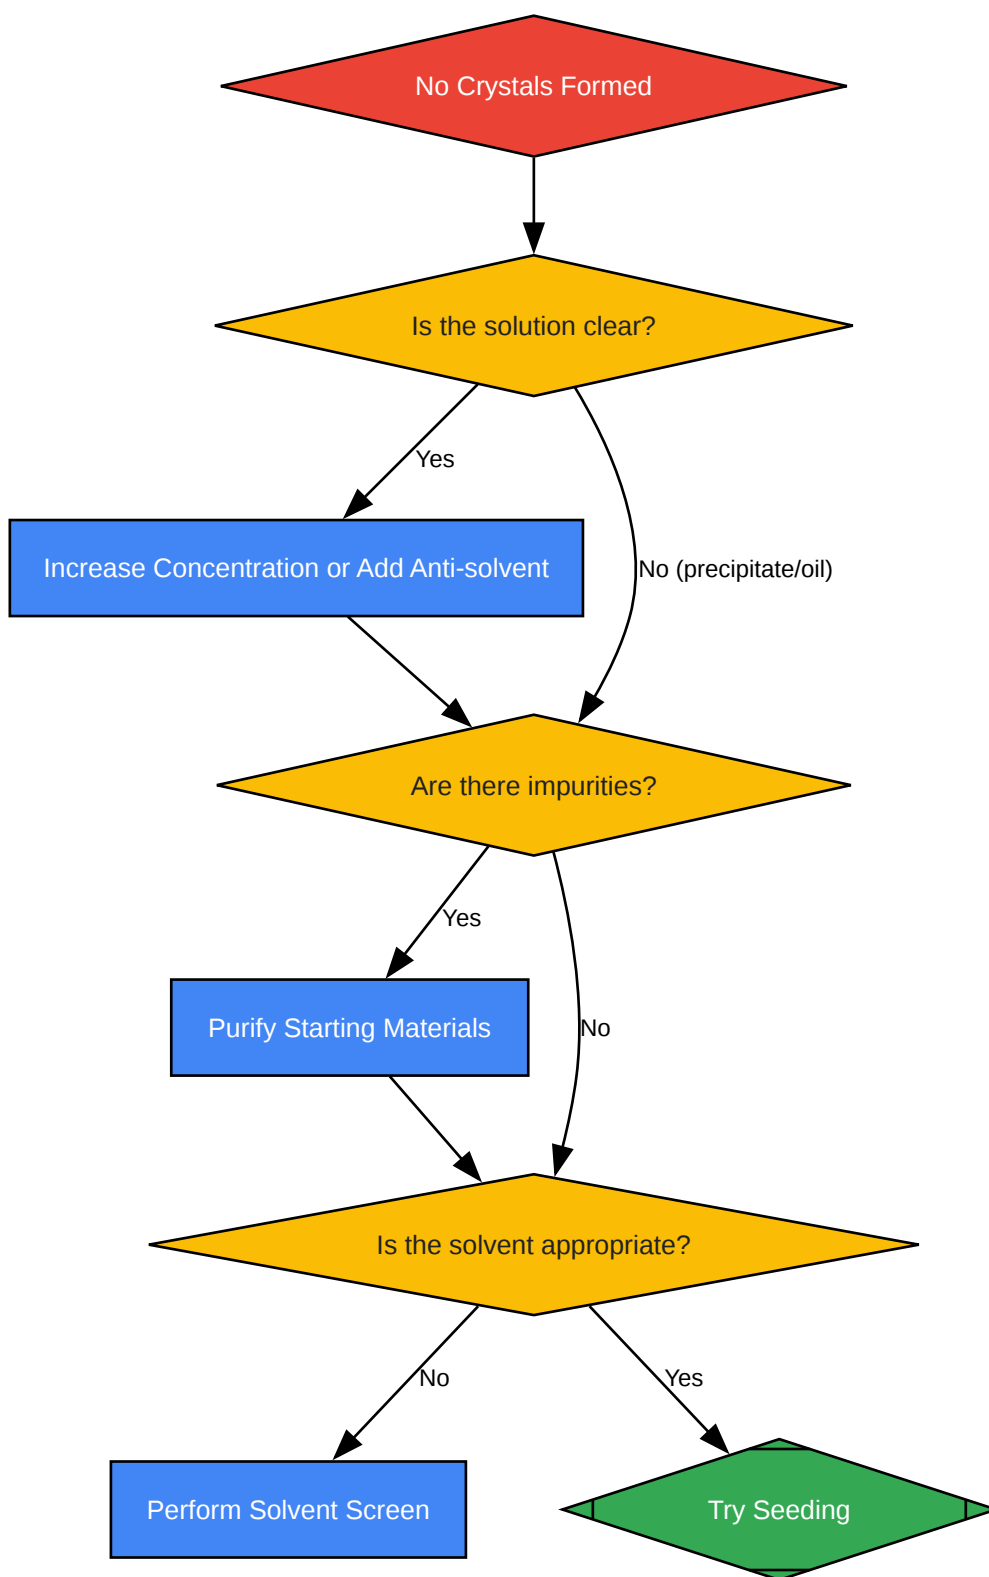 No Crystals Formed
Is the solution clear?
Yes
Increase Concentration or Add Anti-solvent
No (precipitate/oil)
Are there impurities?
Yes
Purify Starting Materials
No
Is the solvent appropriate?
No
Yes
Perform Solvent Screen
Try Seeding